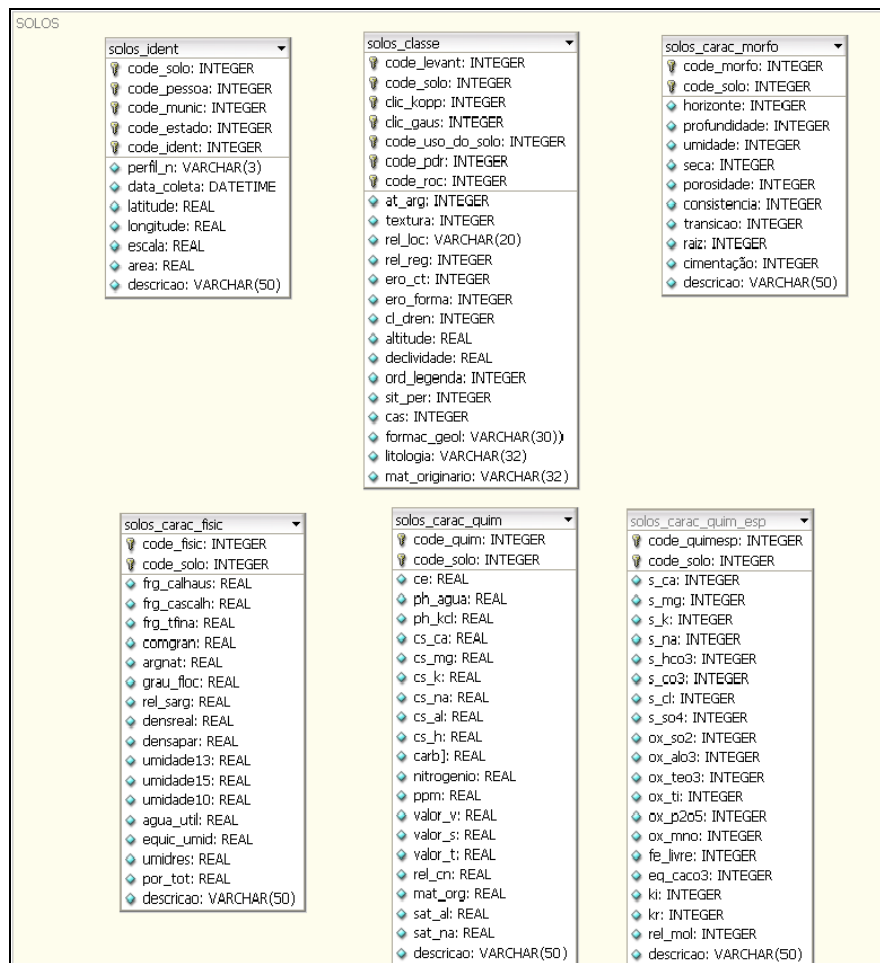 SOLOS
solos_ident
code_solo: INTEGER
code_pessoa: INTEGER
code_munic: INTEGER
code_estado: INTEGER
code_ident: INTEGER
perfil_n: VARCHAR(3)
data_coleta: DATETIME
latitude: REAL
longitude: REAL
escala: REAL
area: REAL
descricao: VARCHAR(50)
solos_classe
code_levant: INTEGER
code_solo: INTEGER
clic_kopp: INTEGER
clic_gaus: INTEGER
code_uso_do_solo: INTEGER
code_pdr: INTEGER
code_roc: INTEGER
at_arg: INTEGER
textura: INTEGER
rel_loc: VARCHAR(20)
rel_reg: INTEGER
ero_ct: INTEGER
ero_forma: INTEGER
cl_dren: INTEGER
altitude: REAL
declividade: REAL
ord_legenda: INTEGER
sit_per: INTEGER
cas: INTEGER
formac_geol: VARCHAR(30))
litologia: VARCHAR(32)
mat_originario: VARCHAR(32)
solos_carac_morfo
code_morfo: INTEGER
code_solo: INTEGER
horizonte: INTEGER
profundidade: INTEGER
umidade: INTEGER
seca: INTEGER
porosidade: INTEGER
consistencia: INTEGER
transicao: INTEGER
raiz: INTEGER
cimentação: INTEGER
descricao: VARCHAR(50)
solos_carac_fisic
code_fisic: INTEGER
code_solo: INTEGER
frg_calhaus: REAL
frg_cascalh: REAL
frg_tfina: REAL
comgran: REAL
argnat: REAL
grau_floc: REAL
rel_sarg: REAL
densreal: REAL
densapar: REAL
umidade13: REAL
umidade15: REAL
umidade10: REAL
agua_util: REAL
equic_umid: REAL
umidres: REAL
por_tot: REAL
descricao: VARCHAR(50)
solos_carac_quim
code_quim: INTEGER
code_solo: INTEGER
ce: REAL
ph_agua: REAL
ph_kcl: REAL
cs_ca: REAL
cs_mg: REAL
cs_k: REAL
cs_na: REAL
cs_al: REAL
cs_h: REAL
carb]: REAL
nitrogenio: REAL
ppm: REAL
valor_v: REAL
valor_s: REAL
valor_t: REAL
rel_cn: REAL
mat_org: REAL
sat_al: REAL
sat_na: REAL
descricao: VARCHAR(50)
solos_carac_quim_esp
code_quimesp: INTEGER
code_solo: INTEGER
s_ca: INTEGER
s_mg: INTEGER
s_k: INTEGER
s_na: INTEGER
s_hco3: INTEGER
s_co3: INTEGER
s_cl: INTEGER
s_so4: INTEGER
ox_so2: INTEGER
ox_alo3: INTEGER
ox_teo3: INTEGER
ox_ti: INTEGER
ox_p2o5: INTEGER
ox_mno: INTEGER
fe_livre: INTEGER
eq_caco3: INTEGER
ki: INTEGER
kr: INTEGER
rel_mol: INTEGER
descricao: VARCHAR(50)